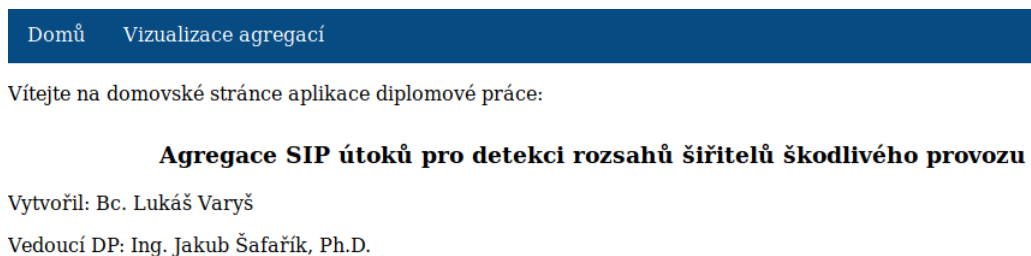 Domů Vizualizace agregací
Vítejte na domovské stránce aplikace diplomové práce:
Agregace SIP útoků pro detekci rozsahů šiřitelů škodlivého provozu
Vytvořil: Bc. Lukáš Varyš
Vedoucí DP: Ing. Jakub Šafařík, Ph.D.